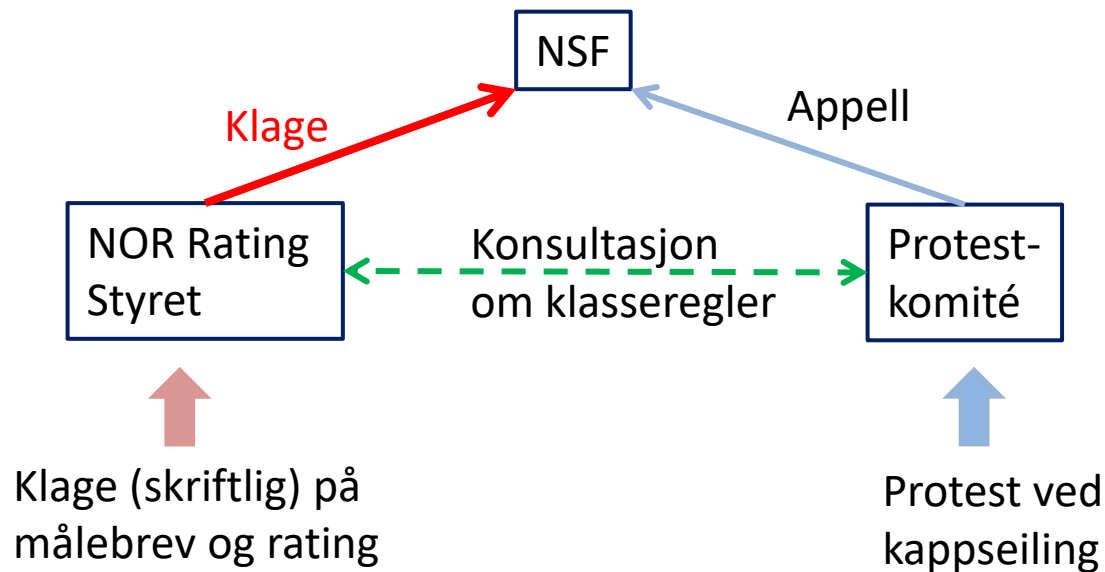 NSF
Klage
Appell
NOR Rating
Styret
Konsultasjon
om klasseregler
Protest-
komité
Klage (skriftlig) på
målebrev og rating
Protest ved
kappseiling